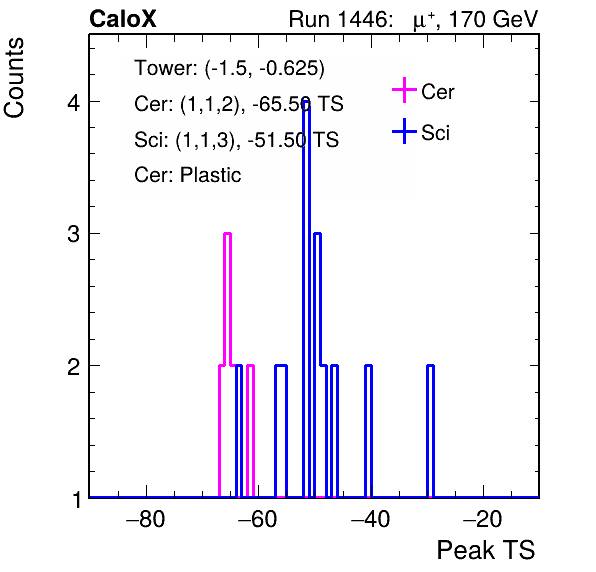 CaloX Run 1446: μ⁺, 170 GeV
Counts
Tower: (-1.5, -0.625)
Cer: (1,1,2), -65.50 TS
Sci: (1,1,3), -51.50 TS
Cer: Plastic
Cer
Sci
4
3
2
1
−80 −60 −40 −20
Peak TS